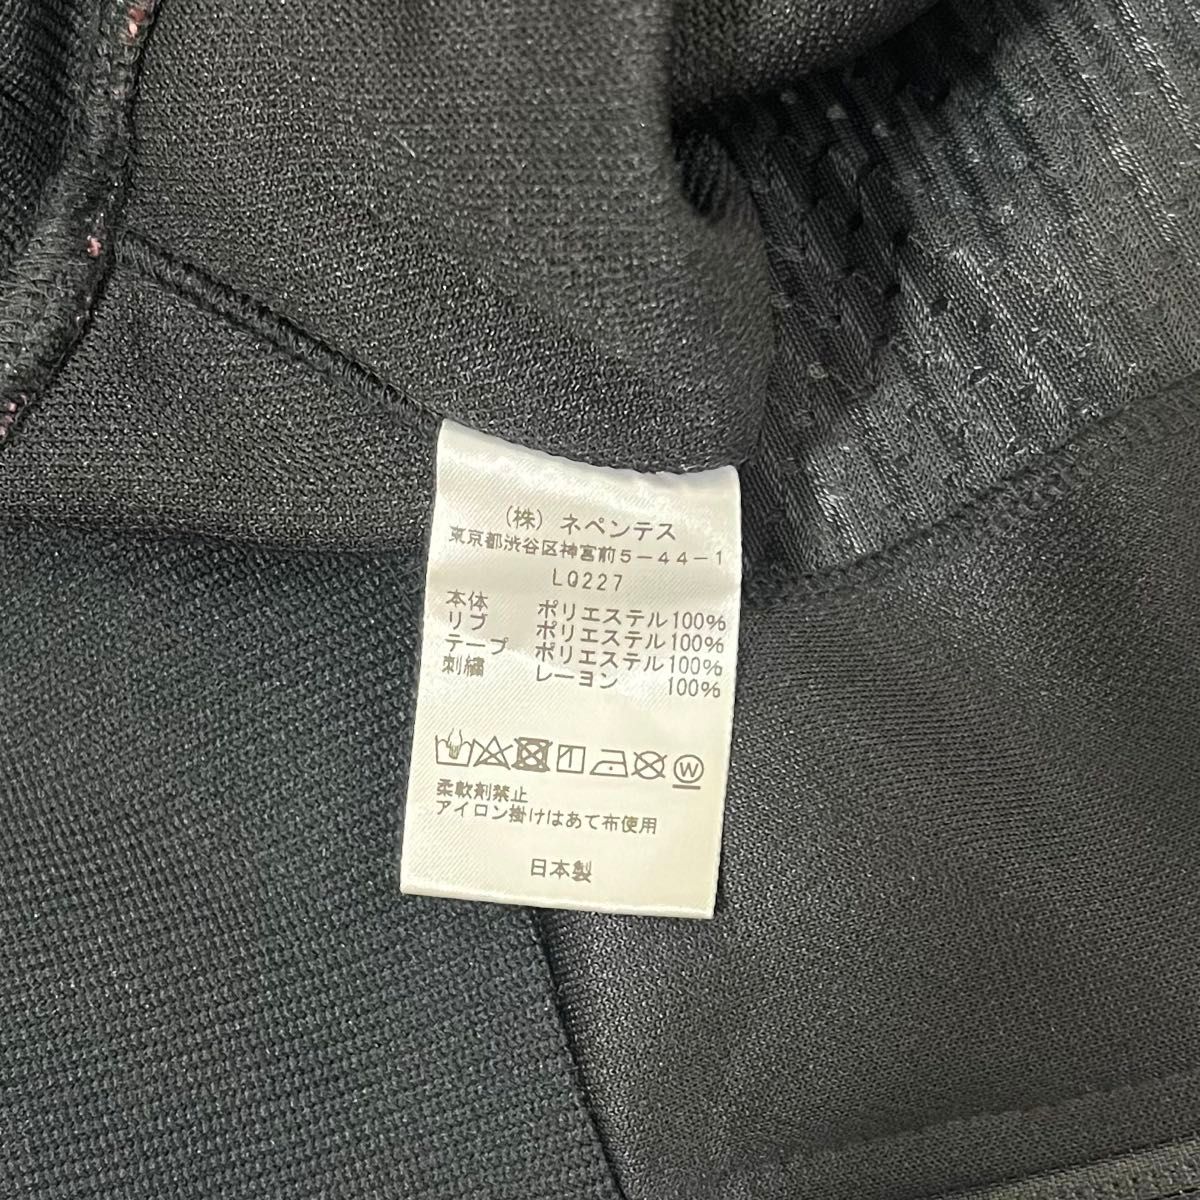 （株）ネペンテス
東京都渋谷区神宮前５－４４－１
LQ227
本体 ポリエステル100%
リブ ポリエステル100%
テープ ポリエステル100%
刺繍 レーヨン 100%
W
柔軟剤禁止
アイロン掛けはあて布使用
日本製